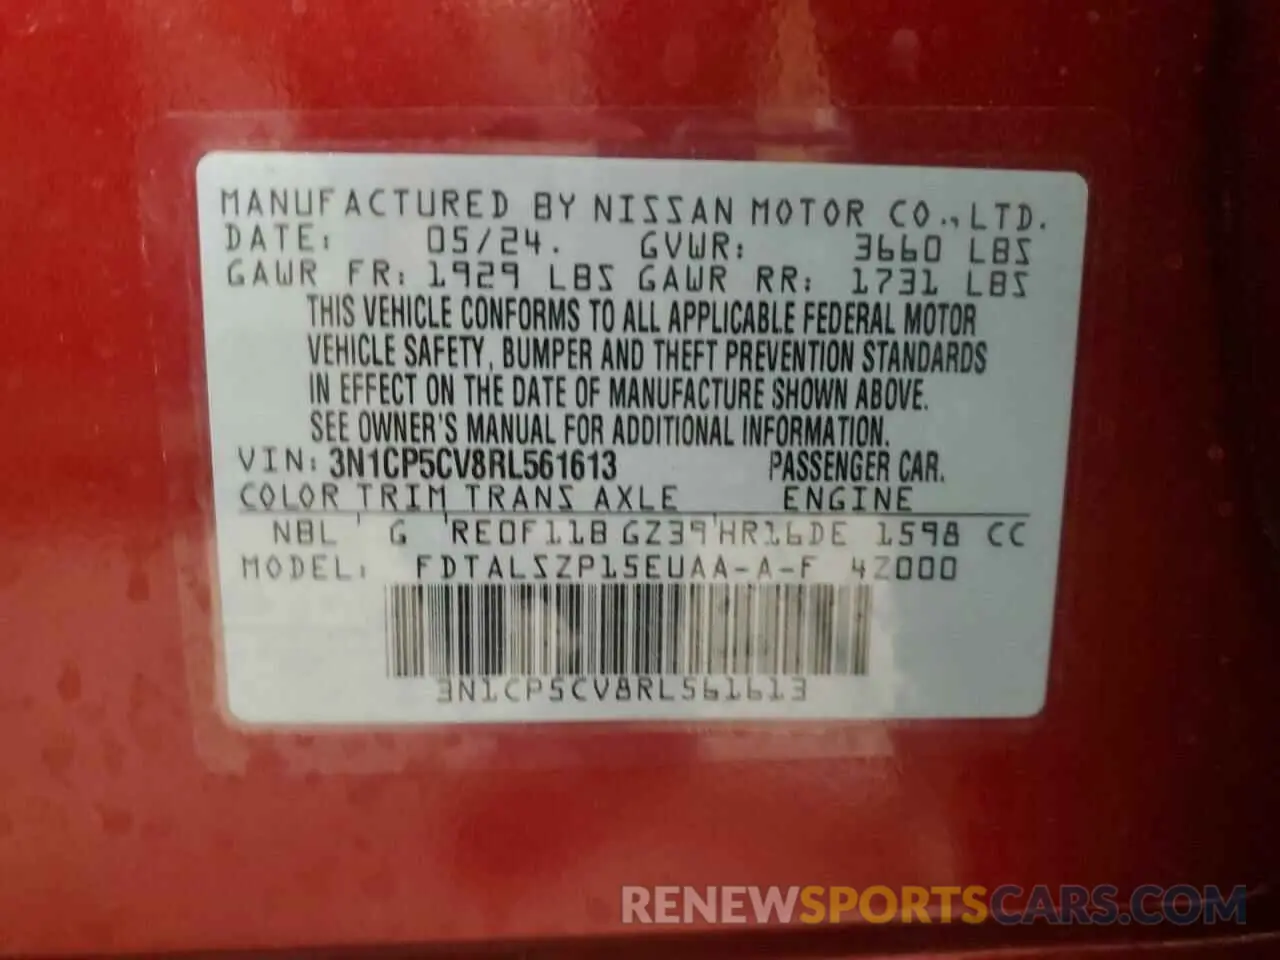 MANUFACTURED BY NISSAN MOTOR CO., LTD.
DATE: 05/24. GVWR: 3660 LBS
GAWR FR: 1929 LBS GAWR RR: 1731 LBS
THIS VEHICLE CONFORMS TO ALL APPLICABLE FEDERAL MOTOR
VEHICLE SAFETY, BUMPER AND THEFT PREVENTION STANDARDS
IN EFFECT ON THE DATE OF MANUFACTURE SHOWN ABOVE.
SEE OWNER'S MANUAL FOR ADDITIONAL INFORMATION.
VIN: 3N1CP5CV8RL561613 PASSENGER CAR.
COLOR TRIM TRANS AXLE ENGINE
NBL ' G 'RE0F11B GZ39'HR16DE 1598 CC
MODEL: FDTALSZP15EUAA-A-F 4Z000
3N1CP5CV8RL561613
RENEWSPORTSCARS.COM